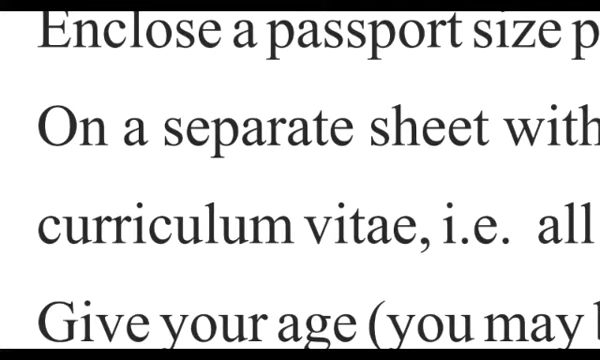 Enclose a passport size p
On a separate sheet with
curriculum vitae, i.e. all
Give your age (you may